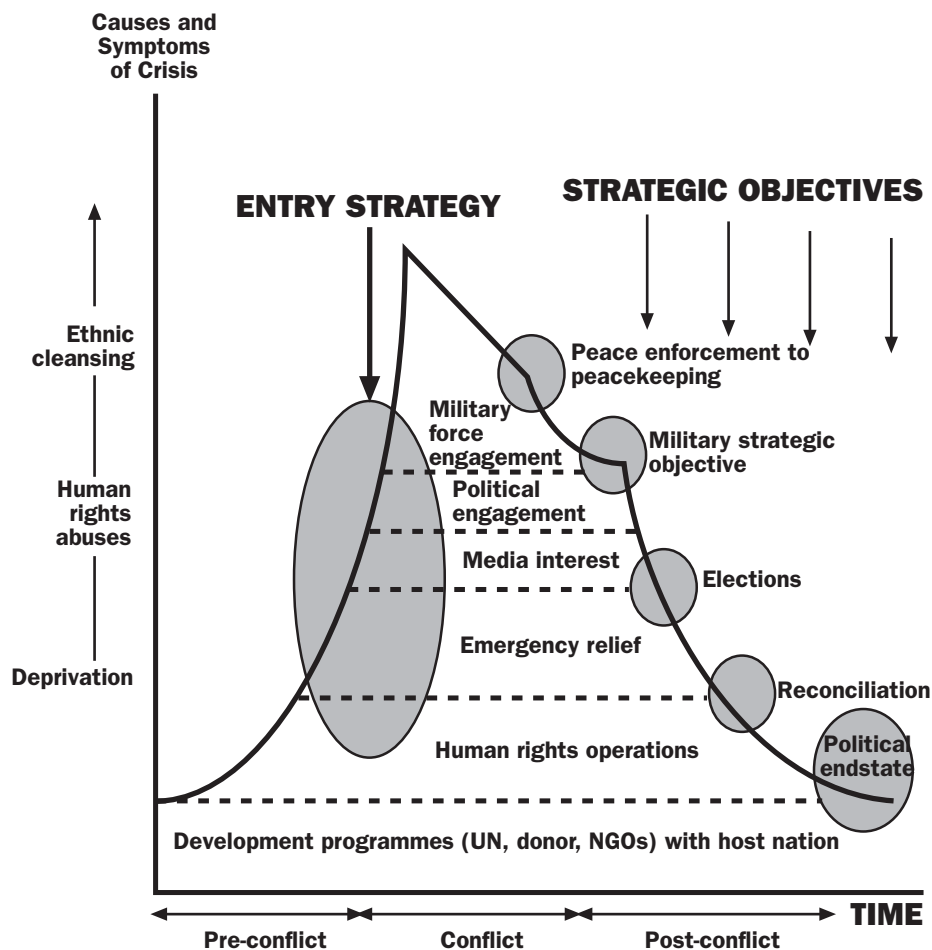 Causes and
Symptoms
of Crisis
ENTRY STRATEGY
STRATEGIC OBJECTIVES
Ethnic
cleansing
Human
rights
abuses
Deprivation
Peace enforcement to
peacekeeping
Military
force
engagement
Military strategic
objective
Political
engagement
Media interest
Elections
Emergency relief
Reconciliation
Human rights operations
Political
endstate
Development programmes (UN, donor, NGOs) with host nation
TIME
Pre-conflict
Conflict
Post-conflict